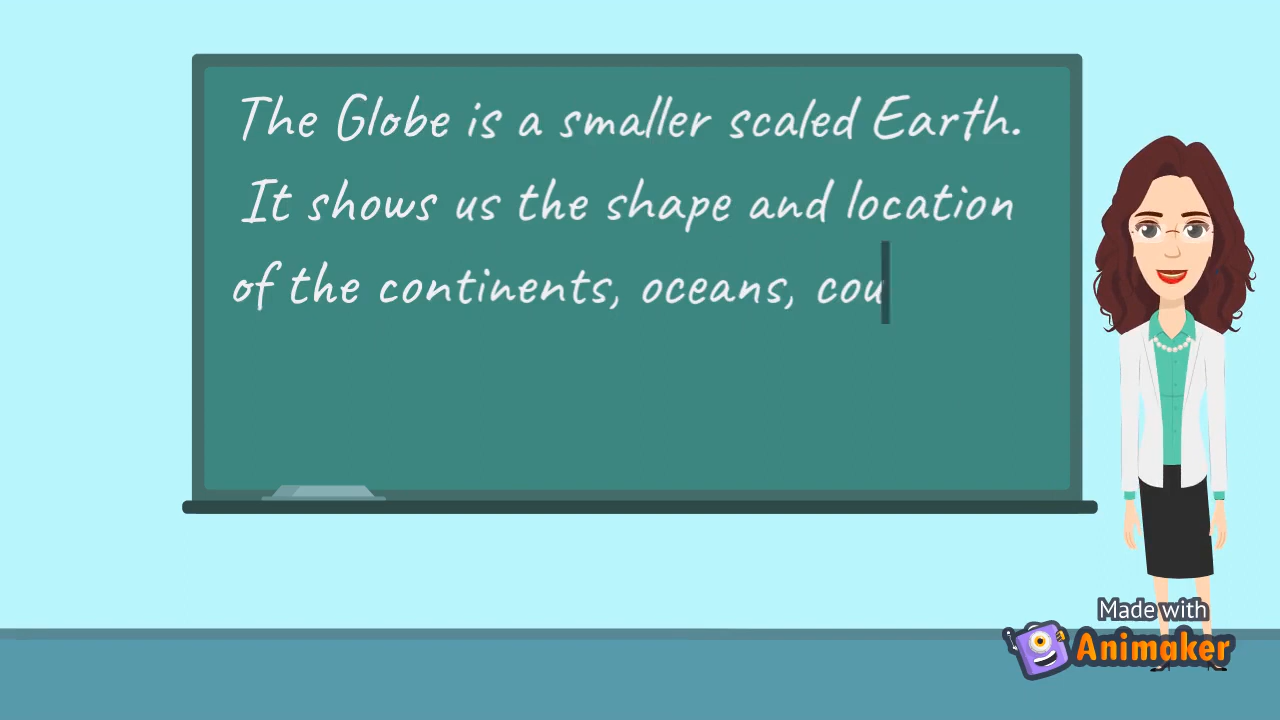 The Globe is a smaller scaled Earth.
It shows us the shape and location
of the continents, oceans, cou
Made with
Animaker